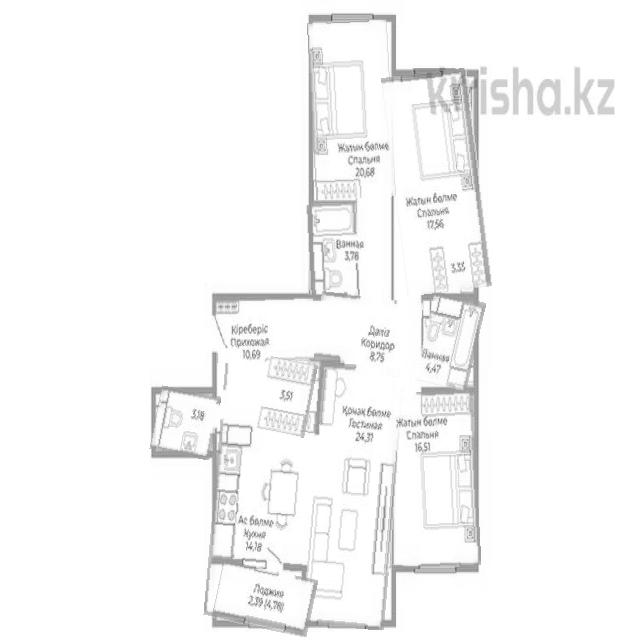 krisha.kz
Жатын бөлме
Спальня
20,68
Жатын бөлме
Спальня
17,56
Ванная
3,78
3,33
Кіреберіс
Прихожая
10,69
Дәліз
Коридор
8,75
Ванная
4,47
3,51
3,18
Қонақ бөлме
Гостиная
24,31
Жатын бөлме
Спальня
16,51
Ас бөлме
Кухня
14,18
Лоджия
2,39 (4,78)